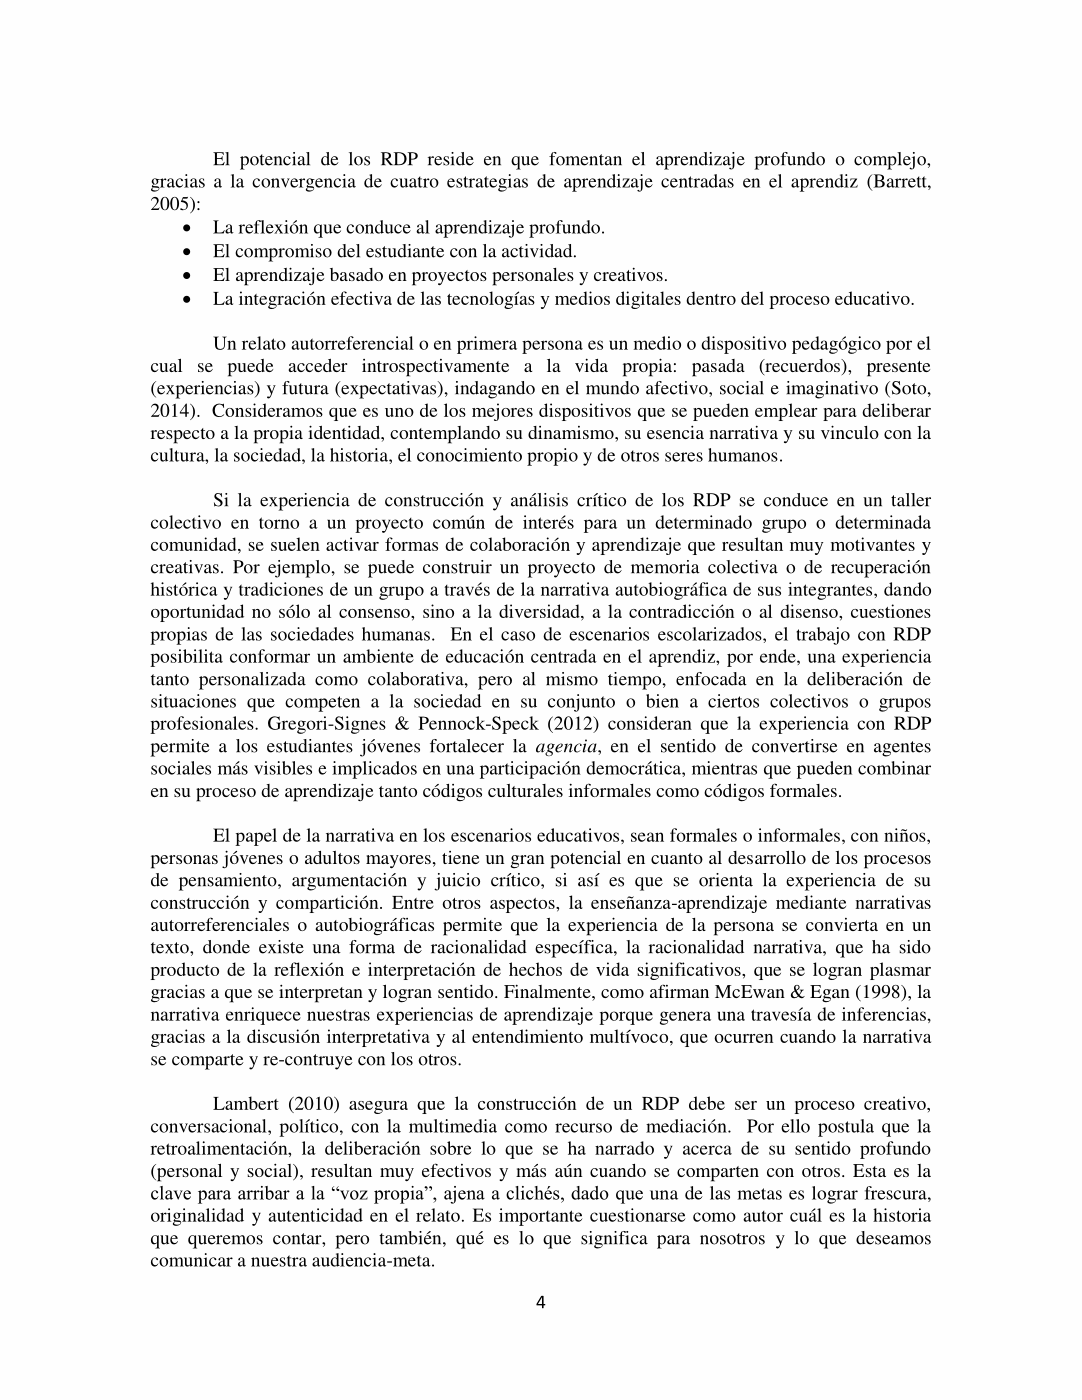 El potencial de los RDP reside en que fomentan el aprendizaje profundo o complejo,
gracias a la convergencia de cuatro estrategias de aprendizaje centradas en el aprendiz (Barrett,
2005):
• La reflexión que conduce al aprendizaje profundo.
• El compromiso del estudiante con la actividad.
• El aprendizaje basado en proyectos personales y creativos.
• La integración efectiva de las tecnologías y medios digitales dentro del proceso educativo.
Un relato autorreferencial o en primera persona es un medio o dispositivo pedagógico por el
cual se puede acceder introspectivamente a la vida propia: pasada (recuerdos), presente
(experiencias) y futura (expectativas), indagando en el mundo afectivo, social e imaginativo (Soto,
2014). Consideramos que es uno de los mejores dispositivos que se pueden emplear para deliberar
respecto a la propia identidad, contemplando su dinamismo, su esencia narrativa y su vinculo con la
cultura, la sociedad, la historia, el conocimiento propio y de otros seres humanos.
Si la experiencia de construcción y análisis crítico de los RDP se conduce en un taller
colectivo en torno a un proyecto común de interés para un determinado grupo o determinada
comunidad, se suelen activar formas de colaboración y aprendizaje que resultan muy motivantes y
creativas. Por ejemplo, se puede construir un proyecto de memoria colectiva o de recuperación
histórica y tradiciones de un grupo a través de la narrativa autobiográfica de sus integrantes, dando
oportunidad no sólo al consenso, sino a la diversidad, a la contradicción o al disenso, cuestiones
propias de las sociedades humanas. En el caso de escenarios escolarizados, el trabajo con RDP
posibilita conformar un ambiente de educación centrada en el aprendiz, por ende, una experiencia
tanto personalizada como colaborativa, pero al mismo tiempo, enfocada en la deliberación de
situaciones que competen a la sociedad en su conjunto o bien a ciertos colectivos o grupos
profesionales. Gregori-Signes & Pennock-Speck (2012) consideran que la experiencia con RDP
permite a los estudiantes jóvenes fortalecer la agencia, en el sentido de convertirse en agentes
sociales más visibles e implicados en una participación democrática, mientras que pueden combinar
en su proceso de aprendizaje tanto códigos culturales informales como códigos formales.
El papel de la narrativa en los escenarios educativos, sean formales o informales, con niños,
personas jóvenes o adultos mayores, tiene un gran potencial en cuanto al desarrollo de los procesos
de pensamiento, argumentación y juicio crítico, si así es que se orienta la experiencia de su
construcción y compartición. Entre otros aspectos, la enseñanza-aprendizaje mediante narrativas
autorreferenciales o autobiográficas permite que la experiencia de la persona se convierta en un
texto, donde existe una forma de racionalidad específica, la racionalidad narrativa, que ha sido
producto de la reflexión e interpretación de hechos de vida significativos, que se logran plasmar
gracias a que se interpretan y logran sentido. Finalmente, como afirman McEwan & Egan (1998), la
narrativa enriquece nuestras experiencias de aprendizaje porque genera una travesía de inferencias,
gracias a la discusión interpretativa y al entendimiento multívoco, que ocurren cuando la narrativa
se comparte y re-contruye con los otros.
Lambert (2010) asegura que la construcción de un RDP debe ser un proceso creativo,
conversacional, político, con la multimedia como recurso de mediación. Por ello postula que la
retroalimentación, la deliberación sobre lo que se ha narrado y acerca de su sentido profundo
(personal y social), resultan muy efectivos y más aún cuando se comparten con otros. Esta es la
clave para arribar a la “voz propia”, ajena a clichés, dado que una de las metas es lograr frescura,
originalidad y autenticidad en el relato. Es importante cuestionarse como autor cuál es la historia
que queremos contar, pero también, qué es lo que significa para nosotros y lo que deseamos
comunicar a nuestra audiencia-meta.
4